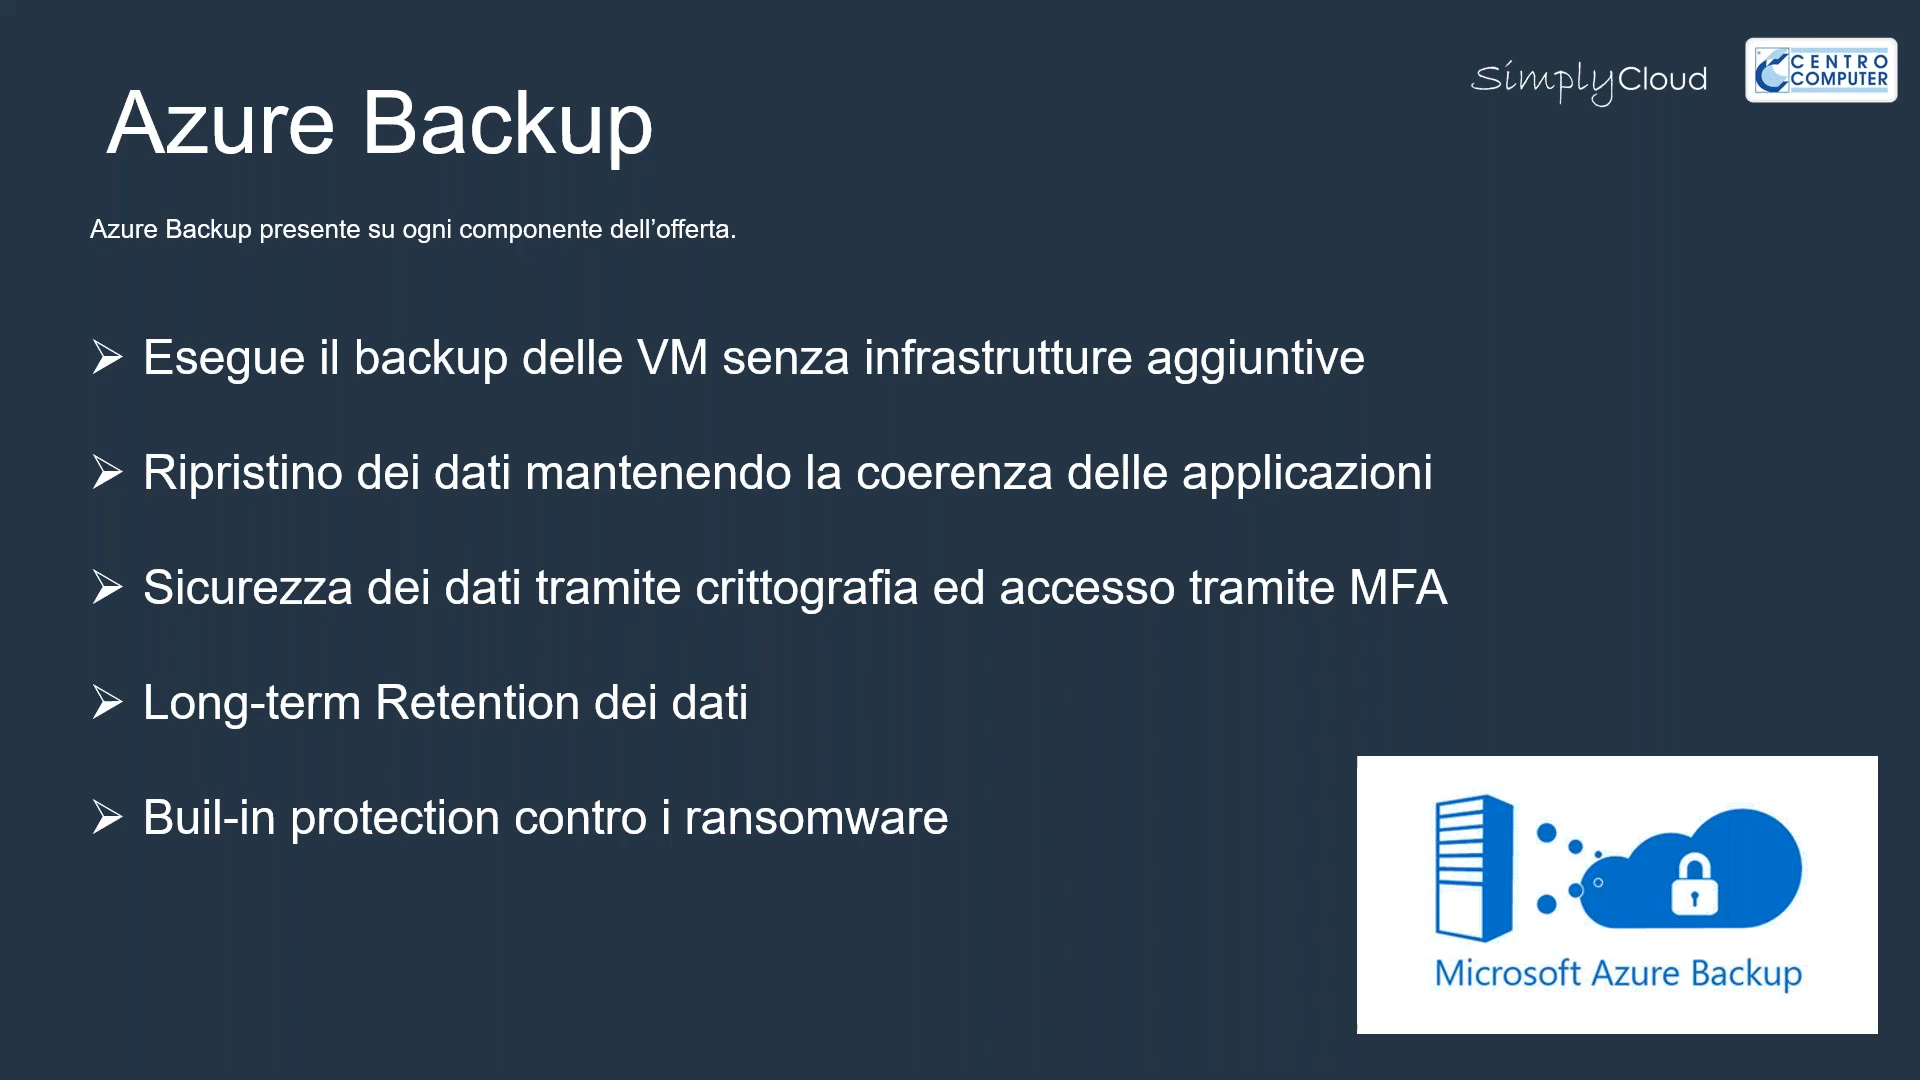 SimplyCloud
CENTRO
COMPUTER
Azure Backup
Azure Backup presente su ogni componente dell’offerta.
Esegue il backup delle VM senza infrastrutture aggiuntive
Ripristino dei dati mantenendo la coerenza delle applicazioni
Sicurezza dei dati tramite crittografia ed accesso tramite MFA
Long-term Retention dei dati
Buil-in protection contro i ransomware
Microsoft Azure Backup